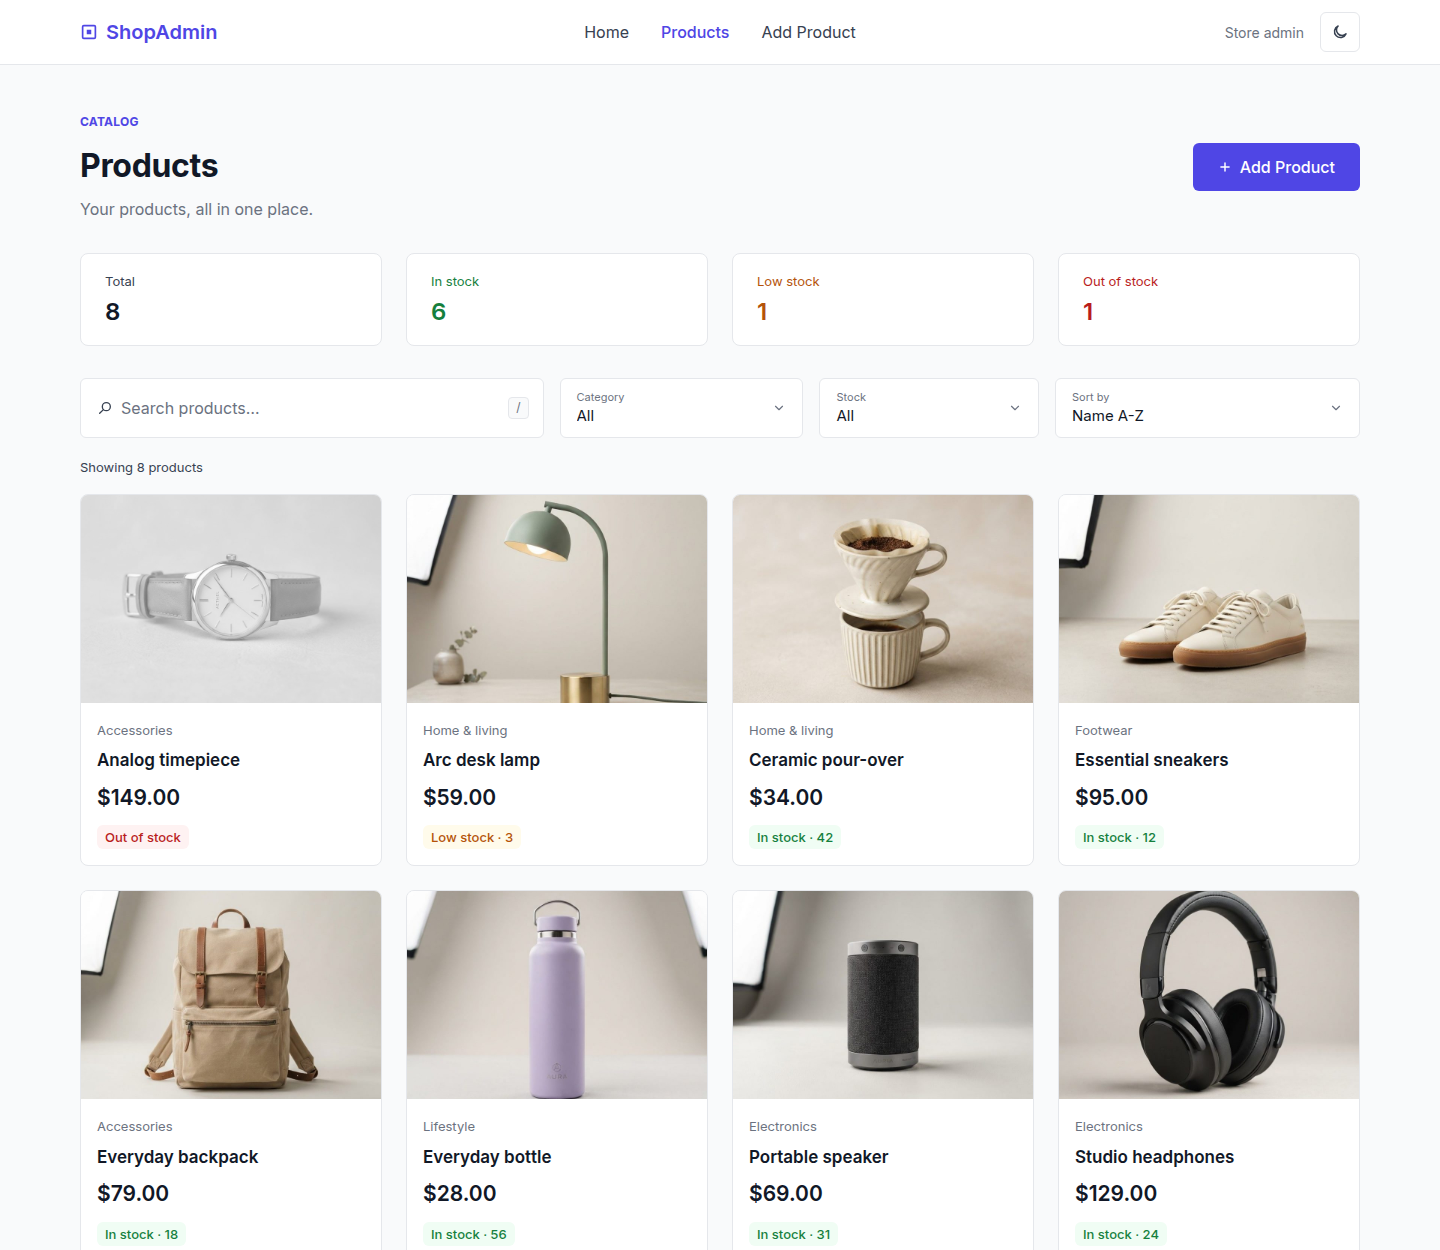 ShopAdmin
Home Products Add Product
Store admin
CATALOG
Products
+ Add Product
Your products, all in one place.
Total
8
In stock
6
Low stock
1
Out of stock
1
Search products...
/
Category
All
Stock
All
Sort by
Name A-Z
Showing 8 products
Accessories
Analog timepiece
$149.00
Out of stock
Home & living
Arc desk lamp
$59.00
Low stock · 3
Home & living
Ceramic pour-over
$34.00
In stock · 42
Footwear
Essential sneakers
$95.00
In stock · 12
Accessories
Everyday backpack
$79.00
In stock · 18
Lifestyle
Everyday bottle
$28.00
In stock · 56
Electronics
Portable speaker
$69.00
In stock · 31
Electronics
Studio headphones
$129.00
In stock · 24